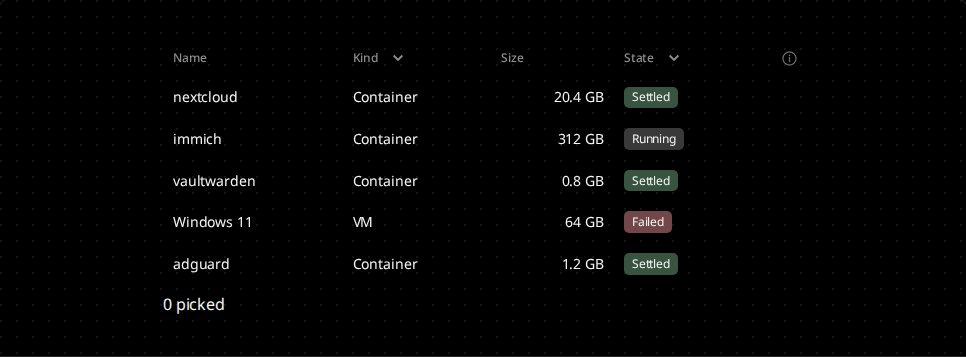 Name Kind Size State
nextcloud Container 20.4 GB Settled
immich Container 312 GB Running
vaultwarden Container 0.8 GB Settled
Windows 11 VM 64 GB Failed
adguard Container 1.2 GB Settled
0 picked